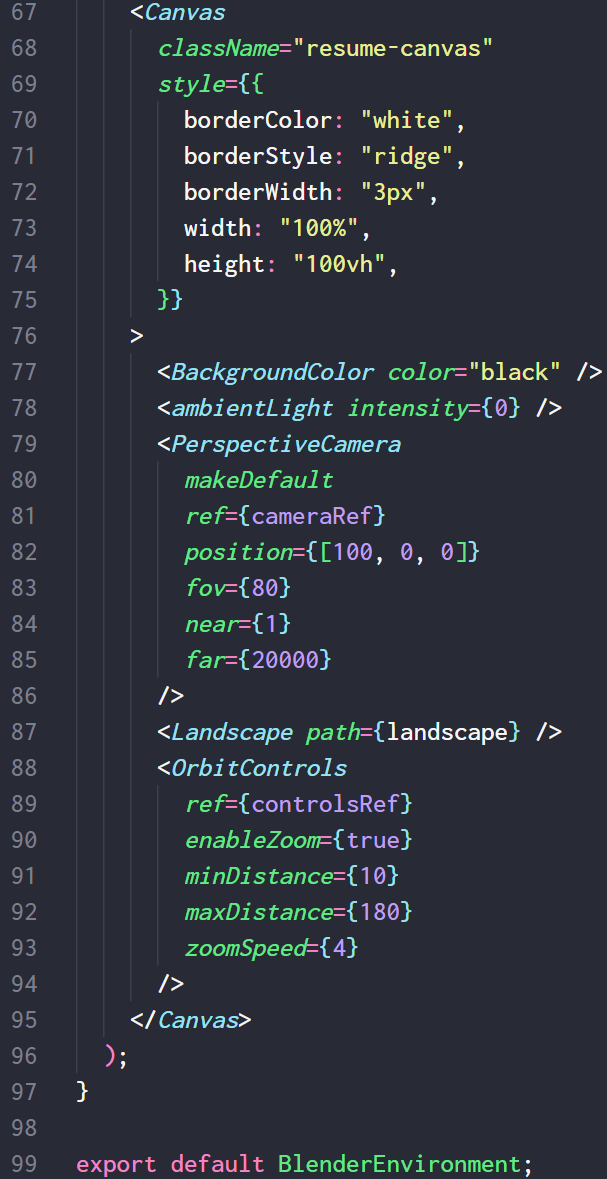 67 <Canvas
68 className="resume-canvas"
69 style={{
70 borderColor: "white",
71 borderStyle: "ridge",
72 borderWidth: "3px",
73 width: "100%",
74 height: "100vh",
75 }}
76 >
77 <BackgroundColor color="black" />
78 <ambientLight intensity={0} />
79 <PerspectiveCamera
80 makeDefault
81 ref={cameraRef}
82 position={[100, 0, 0]}
83 fov={80}
84 near={1}
85 far={20000}
86 />
87 <Landscape path={landscape} />
88 <OrbitControls
89 ref={controlsRef}
90 enableZoom={true}
91 minDistance={10}
92 maxDistance={180}
93 zoomSpeed={4}
94 />
95 </Canvas>
96 );
97 }
98
99 export default BlenderEnvironment;